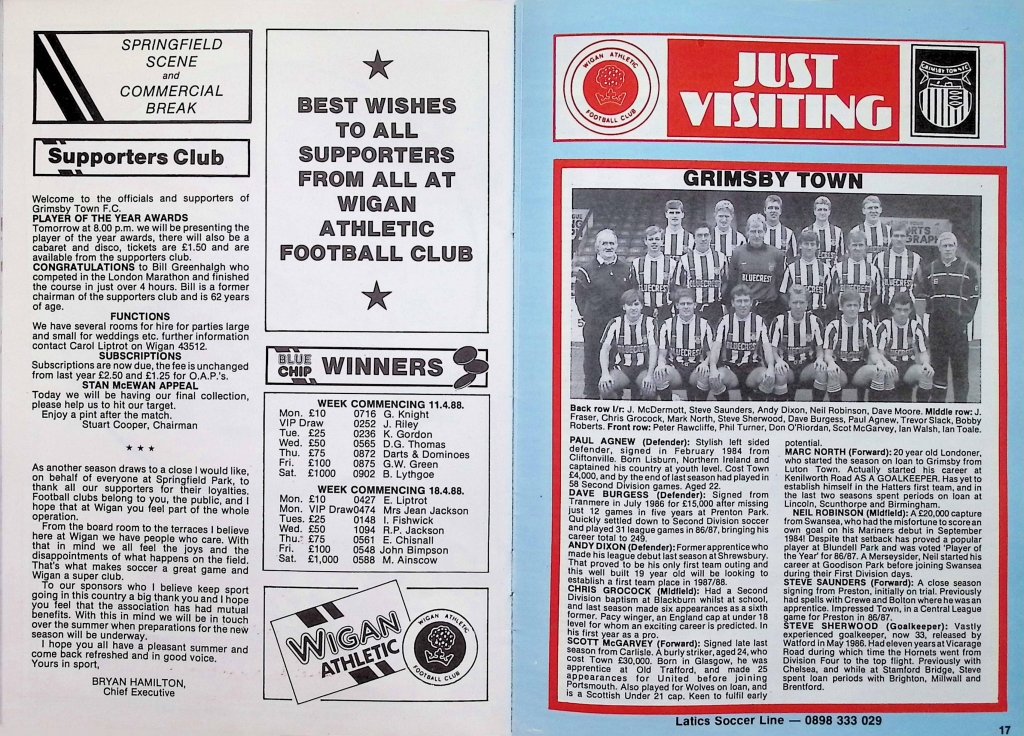 SPRINGFIELD
SCENE
and
COMMERCIAL
BREAK
Supporters Club
Welcome to the officials and supporters of
Grimsby Town F.C.
PLAYER OF THE YEAR AWARDS
Tomorrow at 8.00 p.m. we will be presenting the
player of the year awards, there will also be a
cabaret and disco, tickets are £1.50 and are
available from the supporters club.
CONGRATULATIONS to Bill Greenhalgh who
competed in the London Marathon and finished
the course in just over 4 hours. Bill is a former
chairman of the supporters club and is 62 years
of age.
FUNCTIONS
We have several rooms for hire for parties large
and small for weddings etc. further information
contact Carol Liptrot on Wigan 43512.
SUBSCRIPTIONS
Subscriptions are now due, the fee is unchanged
from last year £2.50 and £1.25 for O.A.P.'s.
STAN McEWAN APPEAL
Today we will be having our final collection,
please help us to hit our target.
Enjoy a pint after the match.
Stuart Cooper, Chairman
As another season draws to a close I would like,
on behalf of everyone at Springfield Park, to
thank all our supporters for their loyalties.
Football clubs belong to you, the public, and I
hope that at Wigan you feel part of the whole
operation.
From the board room to the terraces I believe
here at Wigan we have people who care. With
that in mind we all feel the joys and the
disappointments of what happens on the field.
That's what makes soccer a great game and
Wigan a super club.
To our sponsors who I believe keep sport
going in this country a big thank you and I hope
you feel that the association has had mutual
benefits. With this in mind we will be in touch
over the summer when preparations for the new
season will be underway.
I hope you all have a pleasant summer and
come back refreshed and in good voice.
Yours in sport,
BRYAN HAMILTON,
Chief Executive
BEST WISHES
TO ALL
SUPPORTERS
FROM ALL AT
WIGAN
ATHLETIC
FOOTBALL CLUB
BLUE
CHIP
WINNERS
WEEK COMMENCING 11.4.88.
Mon. £10 0716 G. Knight
VIP Draw 0252 J. Riley
Tue. £25 0236 K. Gordon
Wed. £50 0565 D.G. Thomas
Thu. £75 0872 Darts & Dominoes
Fri. £100 0875 G.W. Green
Sat. £1000 0902 B. Lythgoe
WEEK COMMENCING 18.4.88.
Mon. £10 0427 E. Liptrot
Mon. VIP Draw 0474 Mrs Jean Jackson
Tues. £25 0148 I. Fishwick
Wed. £50 1094 R.P. Jackson
Thu. £75 0561 E. Chisnall
Fri. £100 0548 John Bimpson
Sat. £1,000 0588 M. Ainscow
WIGAN
ATHLETIC
WIGAN ATHLETIC
FOOTBALL CLUB
WIGAN ATHLETIC
FOOTBALL CLUB
JUST
VISITING
GRIMSBY TOWN F.C.
GRIMSBY TOWN
BLUECREST
Back row l/r: J. McDermott, Steve Saunders, Andy Dixon, Neil Robinson, Dave Moore. Middle row: J.
Fraser, Chris Grocock, Mark North, Steve Sherwood, Dave Burgess, Paul Agnew, Trevor Slack, Bobby
Roberts. Front row: Peter Rawcliffe, Phil Turner, Don O'Riordan, Scot McGarvey, Ian Walsh, Ian Toale.
PAUL AGNEW (Defender): Stylish left sided
defender, signed in February 1984 from
Cliftonville. Born Lisburn, Northern Ireland and
captained his country at youth level. Cost Town
£4,000, and by the end of last season had played in
58 Second Division games. Aged 22.
DAVE BURGESS (Defender): Signed from
Tranmere in July 1986 for £15,000 after missing
just 12 games in five years at Prenton Park.
Quickly settled down to Second Division soccer
and played 31 league games in 86/87, bringing his
career total to 249.
ANDY DIXON (Defender): Former apprentice who
made his league debut last season at Shrewsbury.
That proved to be his only first team outing and
this well built 19 year old will be looking to
establish a first team place in 1987/88.
CHRIS GROCOCK (Midfield): Had a Second
Division baptism at Blackburn whilst at school,
and last season made six appearances as a sixth
former. Pacy winger, an England cap at under 18
level for whom an exciting career is predicted. In
his first year as a pro.
SCOTT McGARVEY (Forward): Signed late last
season from Carlisle. A burly striker, aged 24, who
cost Town £30,000. Born in Glasgow, he was
apprentice at Old Trafford, and made 25
appearances for United before joining
Portsmouth. Also played for Wolves on loan, and
is a Scottish Under 21 cap. Keen to fulfil early
potential.
MARC NORTH (Forward): 20 year old Londoner,
who started the season on loan to Grimsby from
Luton Town. Actually started his career at
Kenilworth Road AS A GOALKEEPER. Has yet to
establish himself in the Hatters first team, and in
the last two seasons spent periods on loan at
Lincoln, Scunthorpe and Birmingham.
NEIL ROBINSON (Midfield): A £20,000 capture
from Swansea, who had the misfortune to score an
own goal on his Mariners debut in September
1984! Despite that setback has proved a popular
player at Blundell Park and was voted 'Player of
the Year' for 86/87. A Merseysider, Neil started his
career at Goodison Park before joining Swansea
during their First Division days.
STEVE SAUNDERS (Forward): A close season
signing from Preston, initially on trial. Previously
had spells with Crewe and Bolton where he was an
apprentice. Impressed Town, in a Central League
game for Preston in 86/87.
STEVE SHERWOOD (Goalkeeper): Vastly
experienced goalkeeper, now 33, released by
Watford in May 1986. Had eleven years at Vicarage
Road during which time the Hornets went from
Division Four to the top flight. Previously with
Chelsea, and while at Stamford Bridge, Steve
spent loan periods with Brighton, Millwall and
Brentford.
Latics Soccer Line — 0898 333 029
17